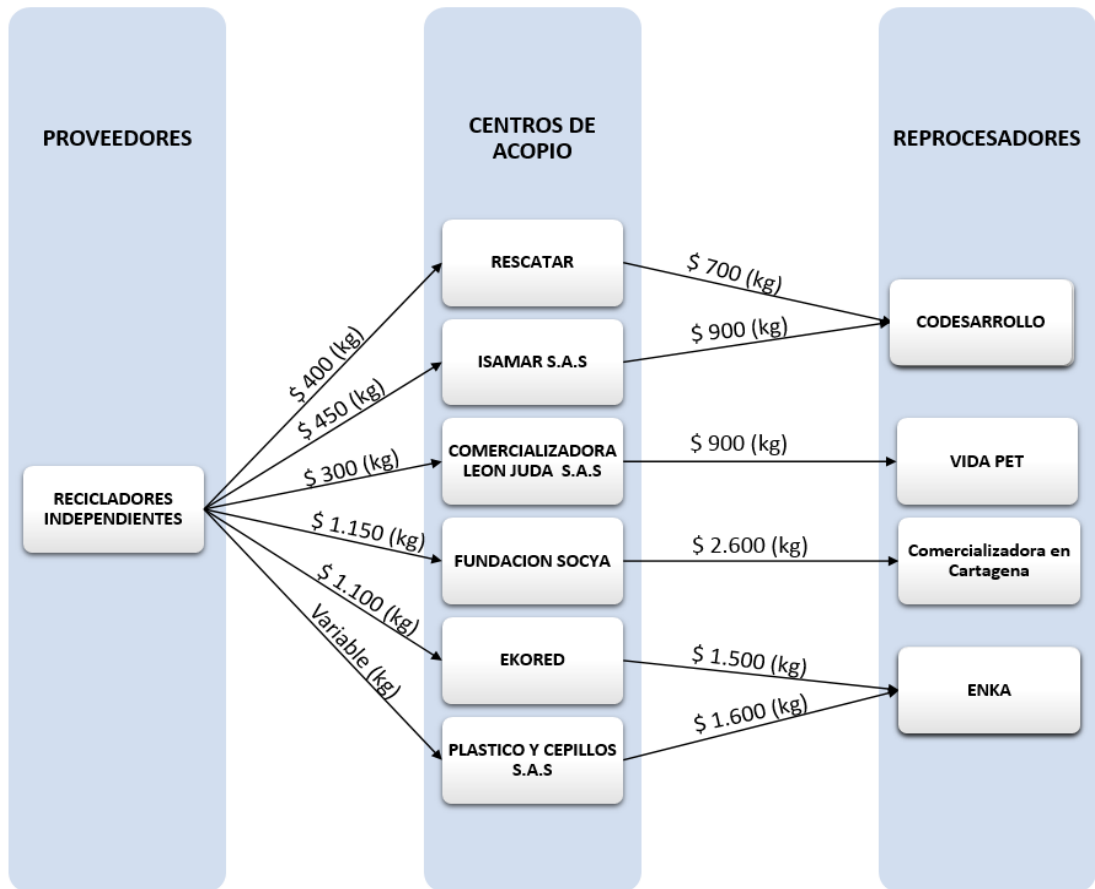 PROVEEDORES
CENTROS DE
ACOPIO
REPROCESADORES
RECICLADORES
INDEPENDIENTES
$ 400 (kg)
$ 450 (kg)
$ 300 (kg)
$ 1.150 (kg)
$ 1.100 (kg)
Variable (kg)
RESCATAR
ISAMAR S.A.S
COMERCIALIZADORA
LEON JUDA S.A.S
FUNDACION SOCYA
EKORED
PLASTICO Y CEPILLOS
S.A.S
$ 700 (kg)
$ 900 (kg)
$ 900 (kg)
$ 2.600 (kg)
$ 1.500 (kg)
$ 1.600 (kg)
CODESARROLLO
VIDA PET
Comercializadora en
Cartagena
ENKA